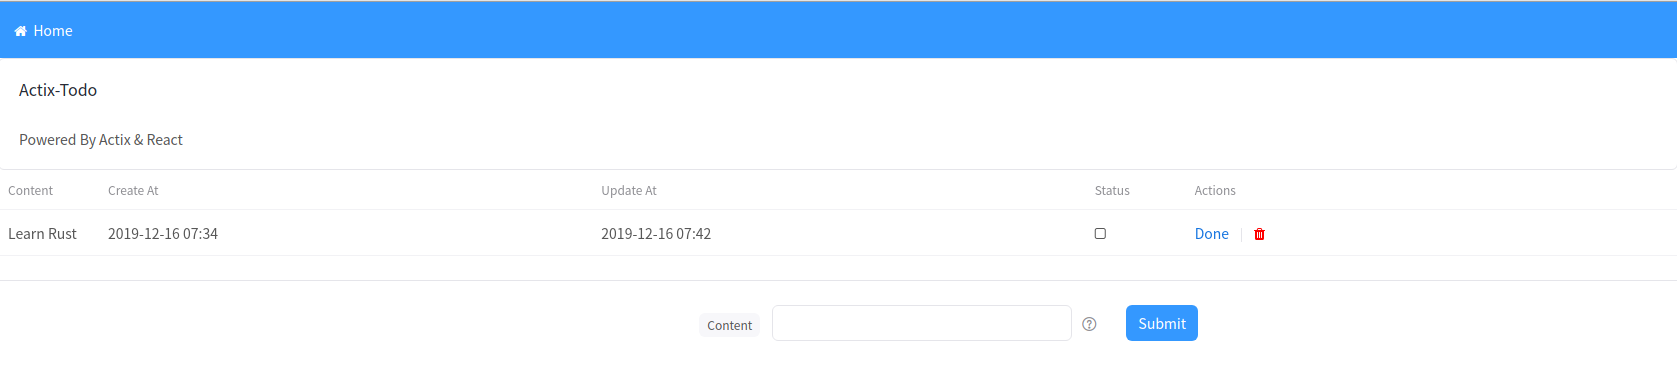 Home
Actix-Todo
Powered By Actix & React
Content Create At Update At Status Actions
Learn Rust 2019-12-16 07:34 2019-12-16 07:42 Done
Content Submit